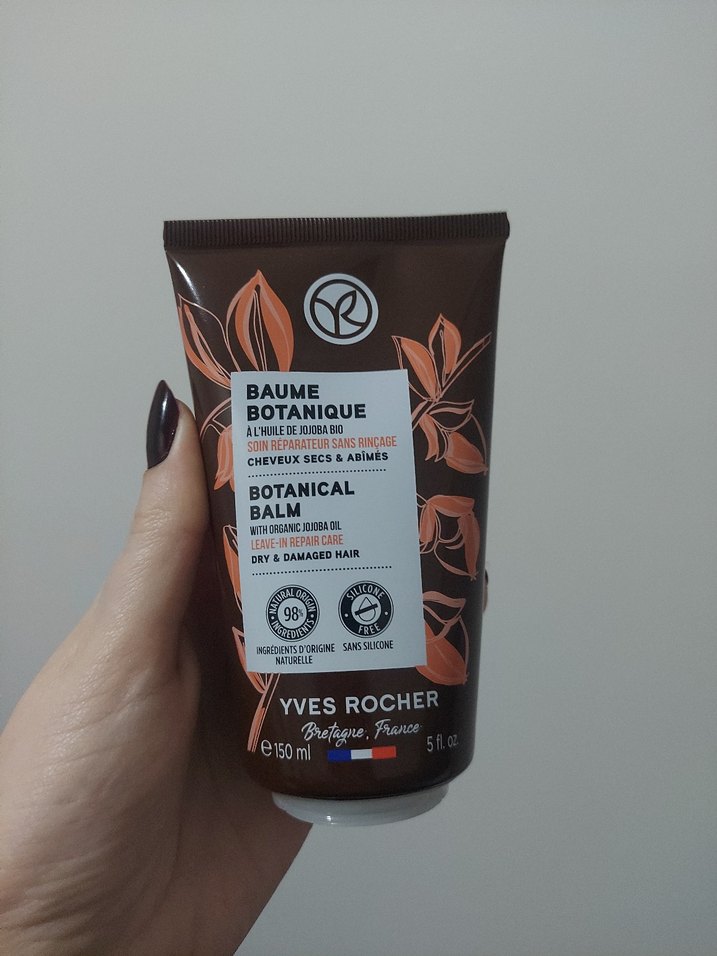 YR
BAUME
BOTANIQUE
À L'HUILE DE JOJOBA BIO
SOIN RÉPARATEUR SANS RINÇAGE
CHEVEUX SECS & ABÎMÉS
BOTANICAL
BALM
WITH ORGANIC JOJOBA OIL
LEAVE-IN REPAIR CARE
DRY & DAMAGED HAIR
NATURAL ORIGIN
98%
INGREDIENTS
SILICONE
FREE
INGRÉDIENTS D'ORIGINE
NATURELLE
SANS SILICONE
YVES ROCHER
Bretagne, France
e 150 ml
5 fl. oz.